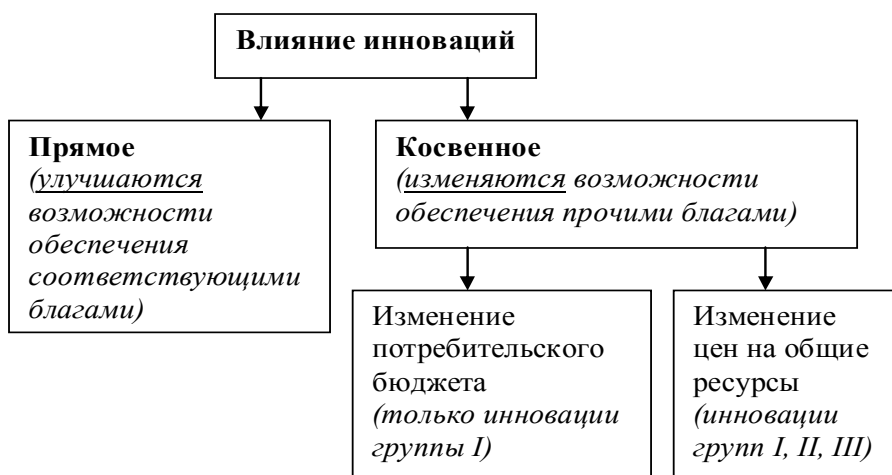 Влияние инноваций
Прямое
(улучшаются
возможности
обеспечения
соответствующими
благами)
Косвенное
(изменяются возможности
обеспечения прочими благами)
Изменение
потребительского
бюджета
(только инновации
группы I)
Изменение
цен на общие
ресурсы
(инновации
групп I, II, III)